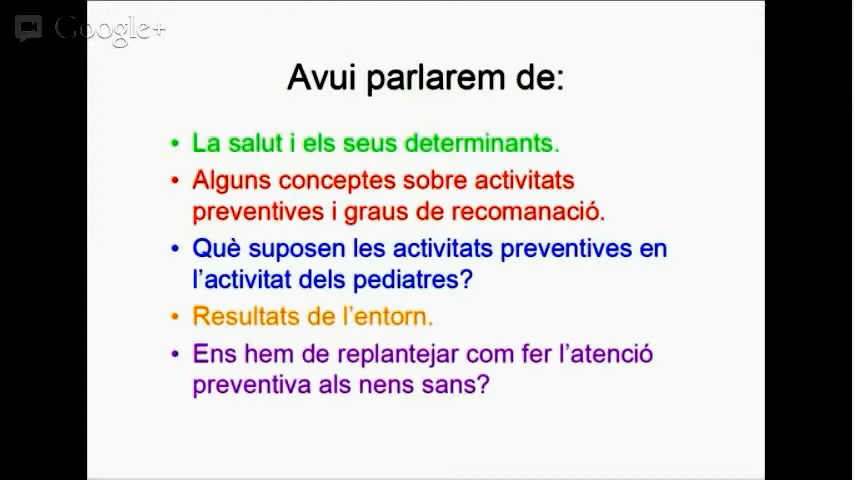 Google+
Avui parlarem de:
• La salut i els seus determinants.
• Alguns conceptes sobre activitats
preventives i graus de recomanació.
• Què suposen les activitats preventives en
l’activitat dels pediatres?
• Resultats de l’entorn.
• Ens hem de replantejar com fer l’atenció
preventiva als nens sans?